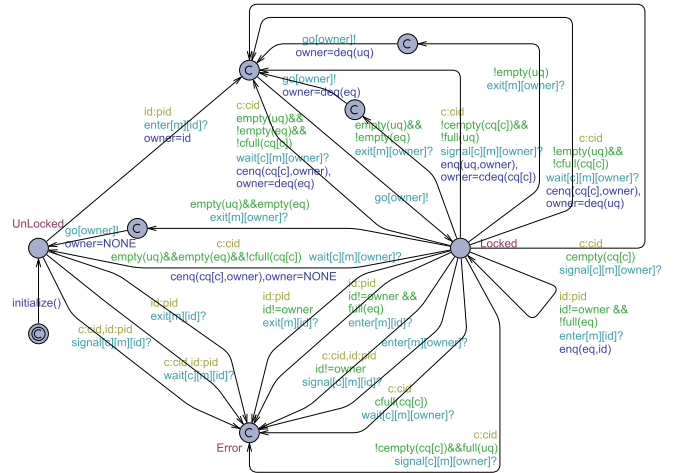 go[owner]!
owner=deq(uq)
!empty(uq)
exit[m][owner]?
go[owner]!
owner=deq(eq)
id:pid
enter[m][id]?
owner=id
c:cid
empty(uq)&&
!empty(eq)&&
!cfull(cq[c])
wait[c][m][owner]?
cenq(cq[c],owner),
owner=deq(eq)
empty(uq)&&
!empty(eq)
exit[m][owner]?
c:cid
!cempty(cq[c])&&
!full(uq)
signal[c][m][owner]?
enq(uq,owner),
owner=cdeq(cq[c])
c:cid
!empty(uq)&&
!cfull(cq[c])
wait[c][m][owner]?
cenq(cq[c],owner),
owner=deq(uq)
go[owner]!
empty(uq)&&empty(eq)
exit[m][owner]?
UnLocked
go[owner]!
owner=NONE
Locked
c:cid
empty(uq)&&empty(eq)&&!cfull(cq[c]) wait[c][m][owner]?
cenq(cq[c],owner),owner=NONE
c:cid
cempty(cq[c])
signal[c][m][owner]?
initialize()
id:pid
exit[m][id]?
id:pid
id!=owner
exit[m][id]?
id:pid
id!=owner &&
full(eq)
enter[m][id]?
id:pid
id!=owner &&
!full(eq)
enter[m][id]?
enq(eq,id)
c:cid,id:pid
signal[c][m][id]?
enter[m][owner]?
c:cid,id:pid
wait[c][m][id]?
c:cid,id:pid
id!=owner
signal[c][m][id]?
c:cid
cfull(cq[c])
wait[c][m][owner]?
Error
c:cid
!cempty(cq[c])&&full(uq)
signal[c][m][owner]?
C
C
C
C
C
C